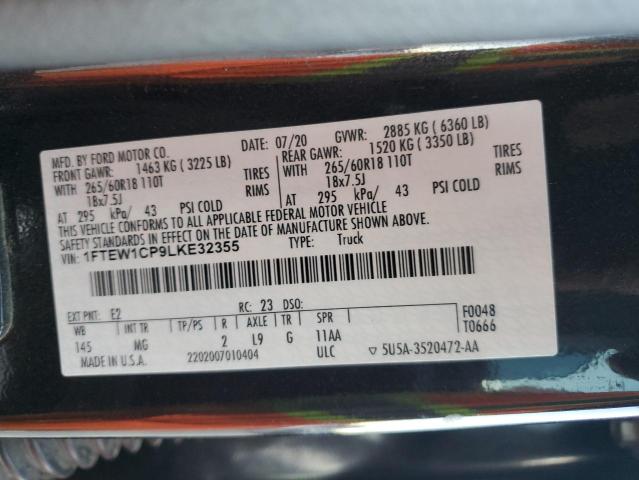 MFD. BY FORD MOTOR CO.
DATE: 07/20 GVWR: 2885 KG ( 6360 LB)
FRONT GAWR: 1463 KG ( 3225 LB) REAR GAWR: 1520 KG ( 3350 LB)
WITH 265/60R18 110T TIRES WITH 265/60R18 110T TIRES
18x7.5J RIMS 18x7.5J RIMS
AT 295 kPa/ 43 PSI COLD AT 295 kPa/ 43 PSI COLD
THIS VEHICLE CONFORMS TO ALL APPLICABLE FEDERAL MOTOR VEHICLE
SAFETY STANDARDS IN EFFECT ON THE DATE OF MANUFACTURE SHOWN ABOVE.
VIN: 1FTEW1CP9LKE32355 TYPE: Truck
EXT PNT: E2 RC: 23 DSO: F0048
WB INT TR TP/PS R AXLE TR SPR T0666
145 MG 2 L9 G 11AA
MADE IN U.S.A. 2202007010404 ULC ▽ 5U5A-3520472-AA